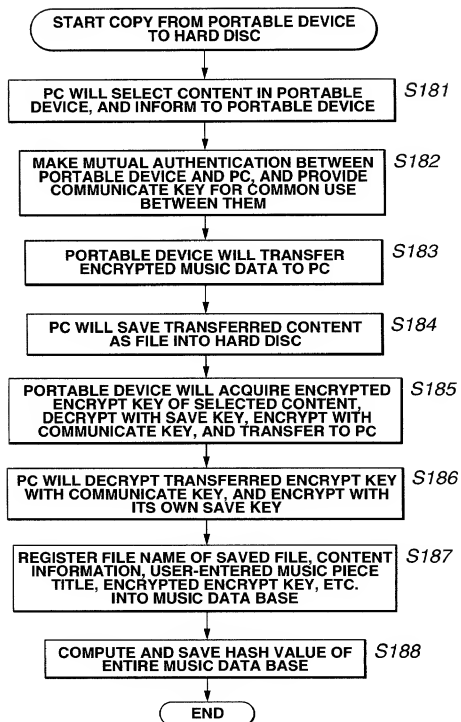 START COPY FROM PORTABLE DEVICE
TO HARD DISC
PC WILL SELECT CONTENT IN PORTABLE
DEVICE, AND INFORM TO PORTABLE DEVICE
S181
MAKE MUTUAL AUTHENTICATION BETWEEN
PORTABLE DEVICE AND PC, AND PROVIDE
COMMUNICATE KEY FOR COMMON USE
BETWEEN THEM
S182
PORTABLE DEVICE WILL TRANSFER
ENCRYPTED MUSIC DATA TO PC
S183
PC WILL SAVE TRANSFERRED CONTENT
AS FILE INTO HARD DISC
S184
PORTABLE DEVICE WILL ACQUIRE ENCRYPTED
ENCRYPT KEY OF SELECTED CONTENT,
DECRYPT WITH SAVE KEY, ENCRYPT WITH
COMMUNICATE KEY, AND TRANSFER TO PC
S185
PC WILL DECRYPT TRANSFERRED ENCRYPT KEY
WITH COMMUNICATE KEY, AND ENCRYPT WITH
ITS OWN SAVE KEY
S186
REGISTER FILE NAME OF SAVED FILE, CONTENT
INFORMATION, USER-ENTERED MUSIC PIECE
TITLE, ENCRYPTED ENCRYPT KEY, ETC.
INTO MUSIC DATA BASE
S187
COMPUTE AND SAVE HASH VALUE OF
ENTIRE MUSIC DATA BASE
S188
END